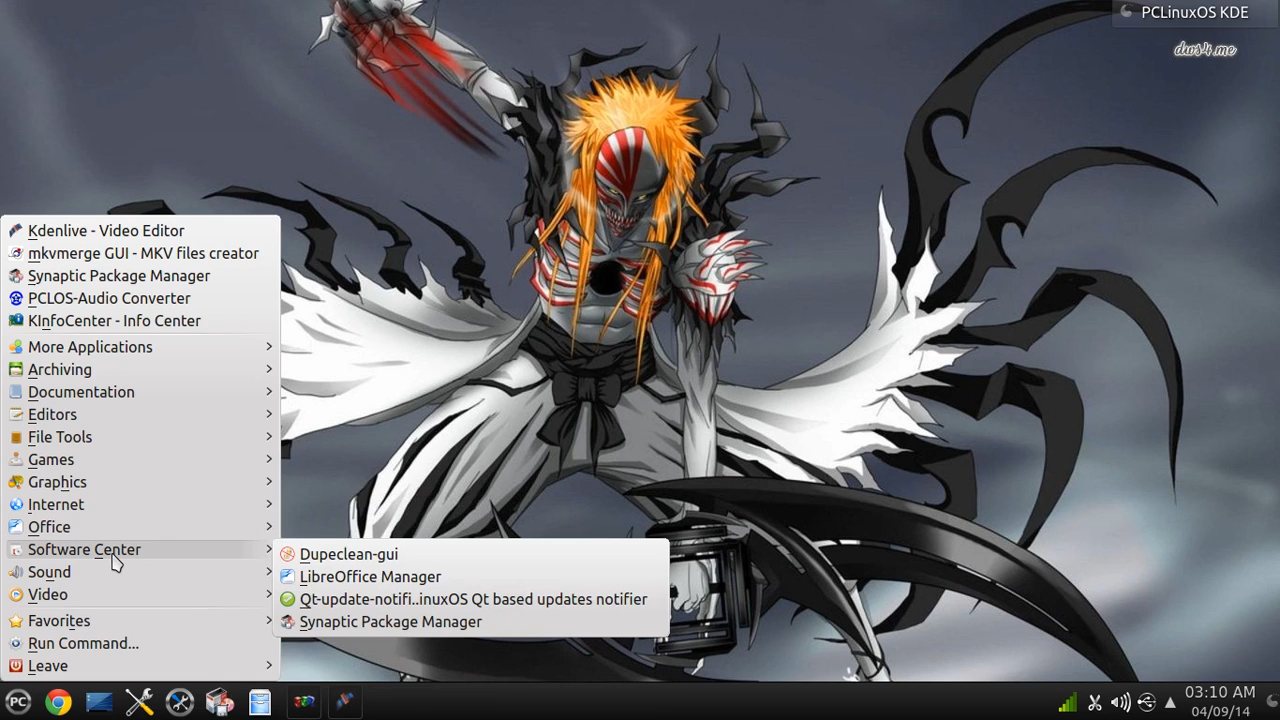 PCLinuxOS KDE
dws4.me
Kdenlive - Video Editor
mkvmerge GUI - MKV files creator
Synaptic Package Manager
PCLOS-Audio Converter
KInfoCenter - Info Center
More Applications
Archiving
Documentation
Editors
File Tools
Games
Graphics
Internet
Office
Software Center
Sound
Video
Favorites
Run Command...
Leave
Dupeclean-gui
LibreOffice Manager
Qt-update-notifi..inuxOS Qt based updates notifier
Synaptic Package Manager
PC
03:10 AM
04/09/14